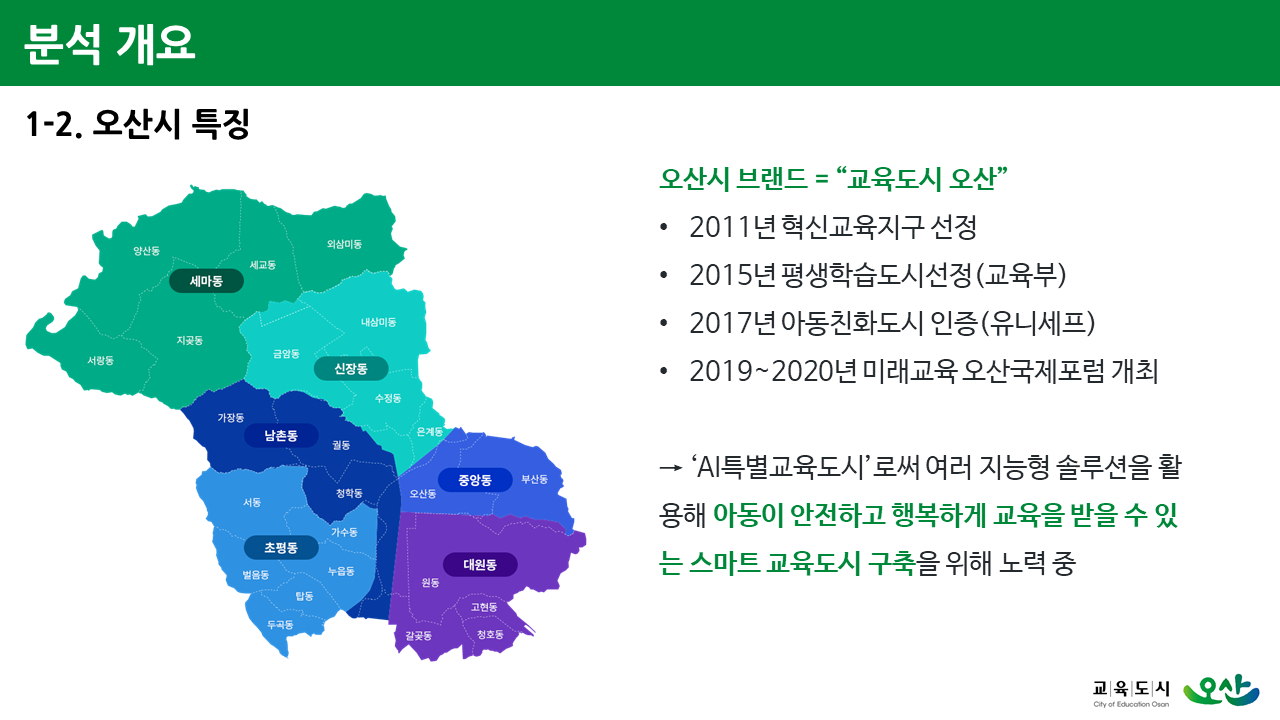 분석 개요
1-2. 오산시 특징
양산동
외삼미동
세교동
세마동
내삼미동
지곶동
금암동
서랑동
신장동
수정동
가장동
은계동
남촌동
궐동
중앙동
부산동
청학동
오산동
서동
가수동
초평동
대원동
벌음동
누읍동
원동
탑동
고현동
두곡동
갈곶동
청호동
오산시 브랜드 = “교육도시 오산”
• 2011년 혁신교육지구 선정
• 2015년 평생학습도시선정(교육부)
• 2017년 아동친화도시 인증(유니세프)
• 2019~2020년 미래교육 오산국제포럼 개최
→ ‘AI특별교육도시’로써 여러 지능형 솔루션을 활
용해 아동이 안전하고 행복하게 교육을 받을 수 있
는 스마트 교육도시 구축을 위해 노력 중
교|육|도|시
City of Education Osan
오산